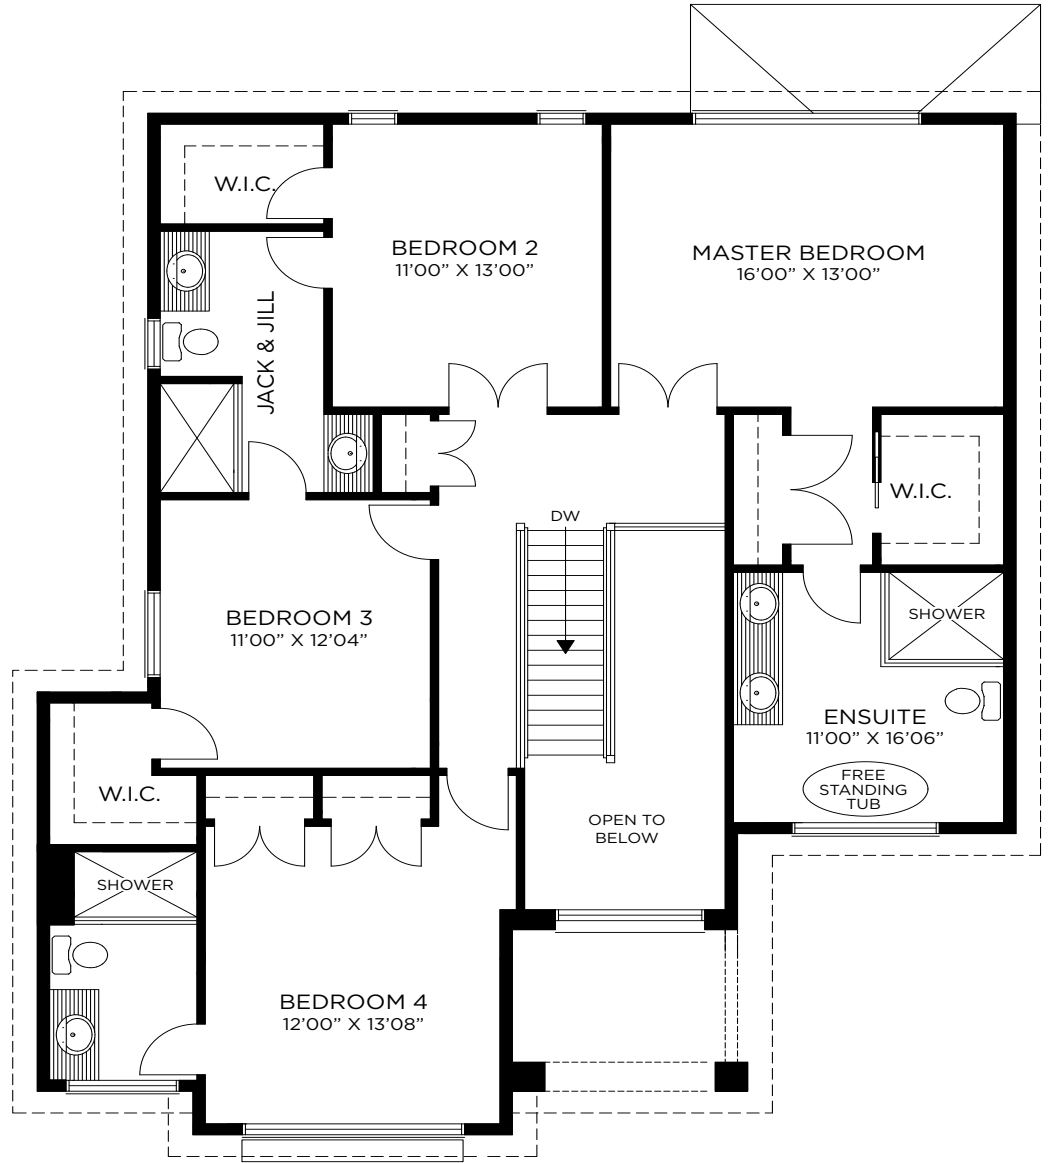 W.I.C.
BEDROOM 2
11’00” X 13’00”
MASTER BEDROOM
16’00” X 13’00”
JACK & JILL
W.I.C.
DW
BEDROOM 3
11’00” X 12’04”
SHOWER
ENSUITE
11’00” X 16’06”
FREE
STANDING
TUB
W.I.C.
OPEN TO
BELOW
SHOWER
BEDROOM 4
12’00” X 13’08”